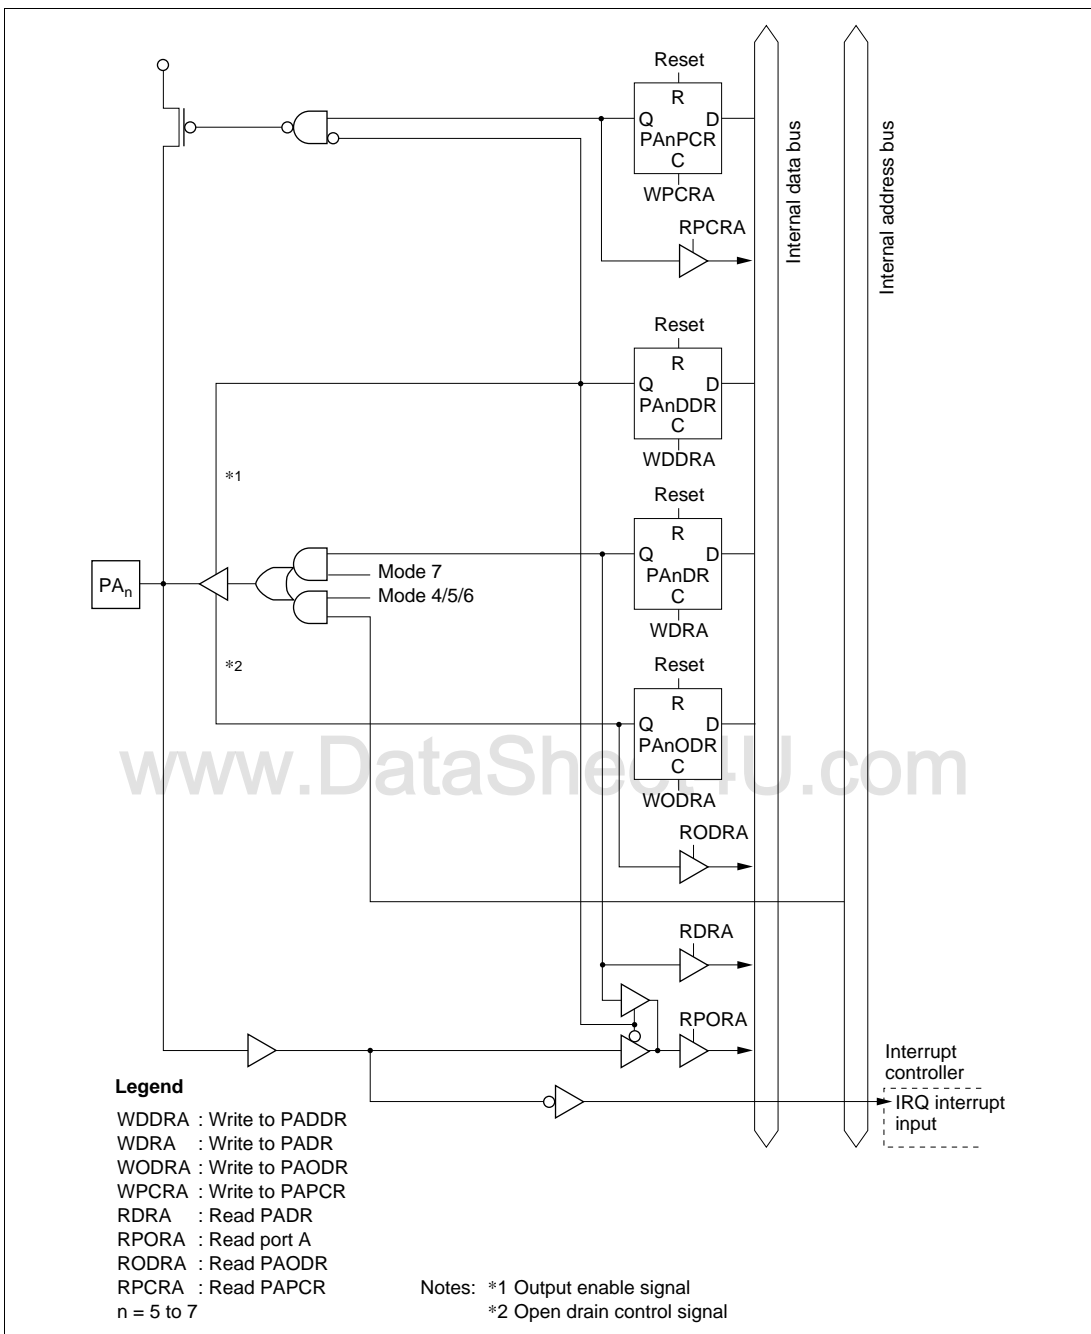 Reset
R
Q D
PAnPCR
C
WPCRA
RPCRA
Internal data bus
Internal address bus
Reset
R
Q D
PAnDDR
C
WDDRA
*1
Reset
R
Q D
PAnDR
C
WDRA
Mode 7
Mode 4/5/6
PAn
*2
Reset
R
Q D
PAnODR
C
WODRA
www.DataSheet4U.com
RODRA
RDRA
RPORA
Interrupt
controller
IRQ interrupt
input
Legend
WDDRA : Write to PADDR
WDRA : Write to PADR
WODRA : Write to PAODR
WPCRA : Write to PAPCR
RDRA : Read PADR
RPORA : Read port A
RODRA : Read PAODR
RPCRA : Read PAPCR
n = 5 to 7
Notes: *1 Output enable signal
*2 Open drain control signal